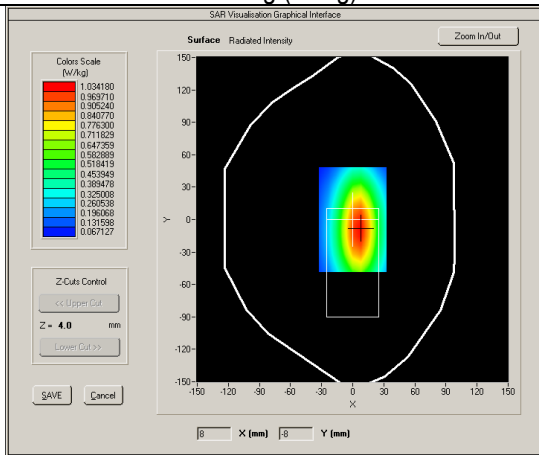 SAR Visualisation Graphical Interface
Surface Radiated Intensity
Zoom In/Out
Colors Scale
(W/kg)
1.034180
0.969710
0.905240
0.840770
0.776300
0.711829
0.647359
0.582889
0.518419
0.453949
0.389478
0.325008
0.260538
0.196068
0.131598
0.067127
150
120
90
60
30
0
-30
-60
-90
-120
-150
Y
-150 -120 -90 -60 -30 0 30 60 90 120 150
X
Z-Cuts Control
<< Upper Cut
Z = 4.0 mm
Lower Cut >>
SAVE Cancel
8 X (mm) -8 Y (mm)